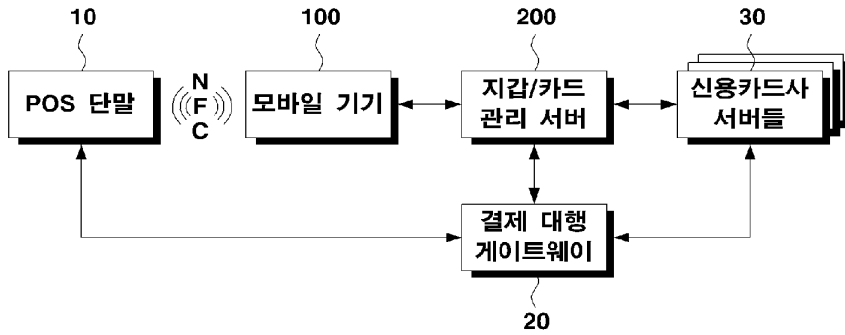 10
100
200
30
POS 단말
N
F
C
모바일 기기
지갑/카드
관리 서버
신용카드사
서버들
결제 대행
게이트웨이
20